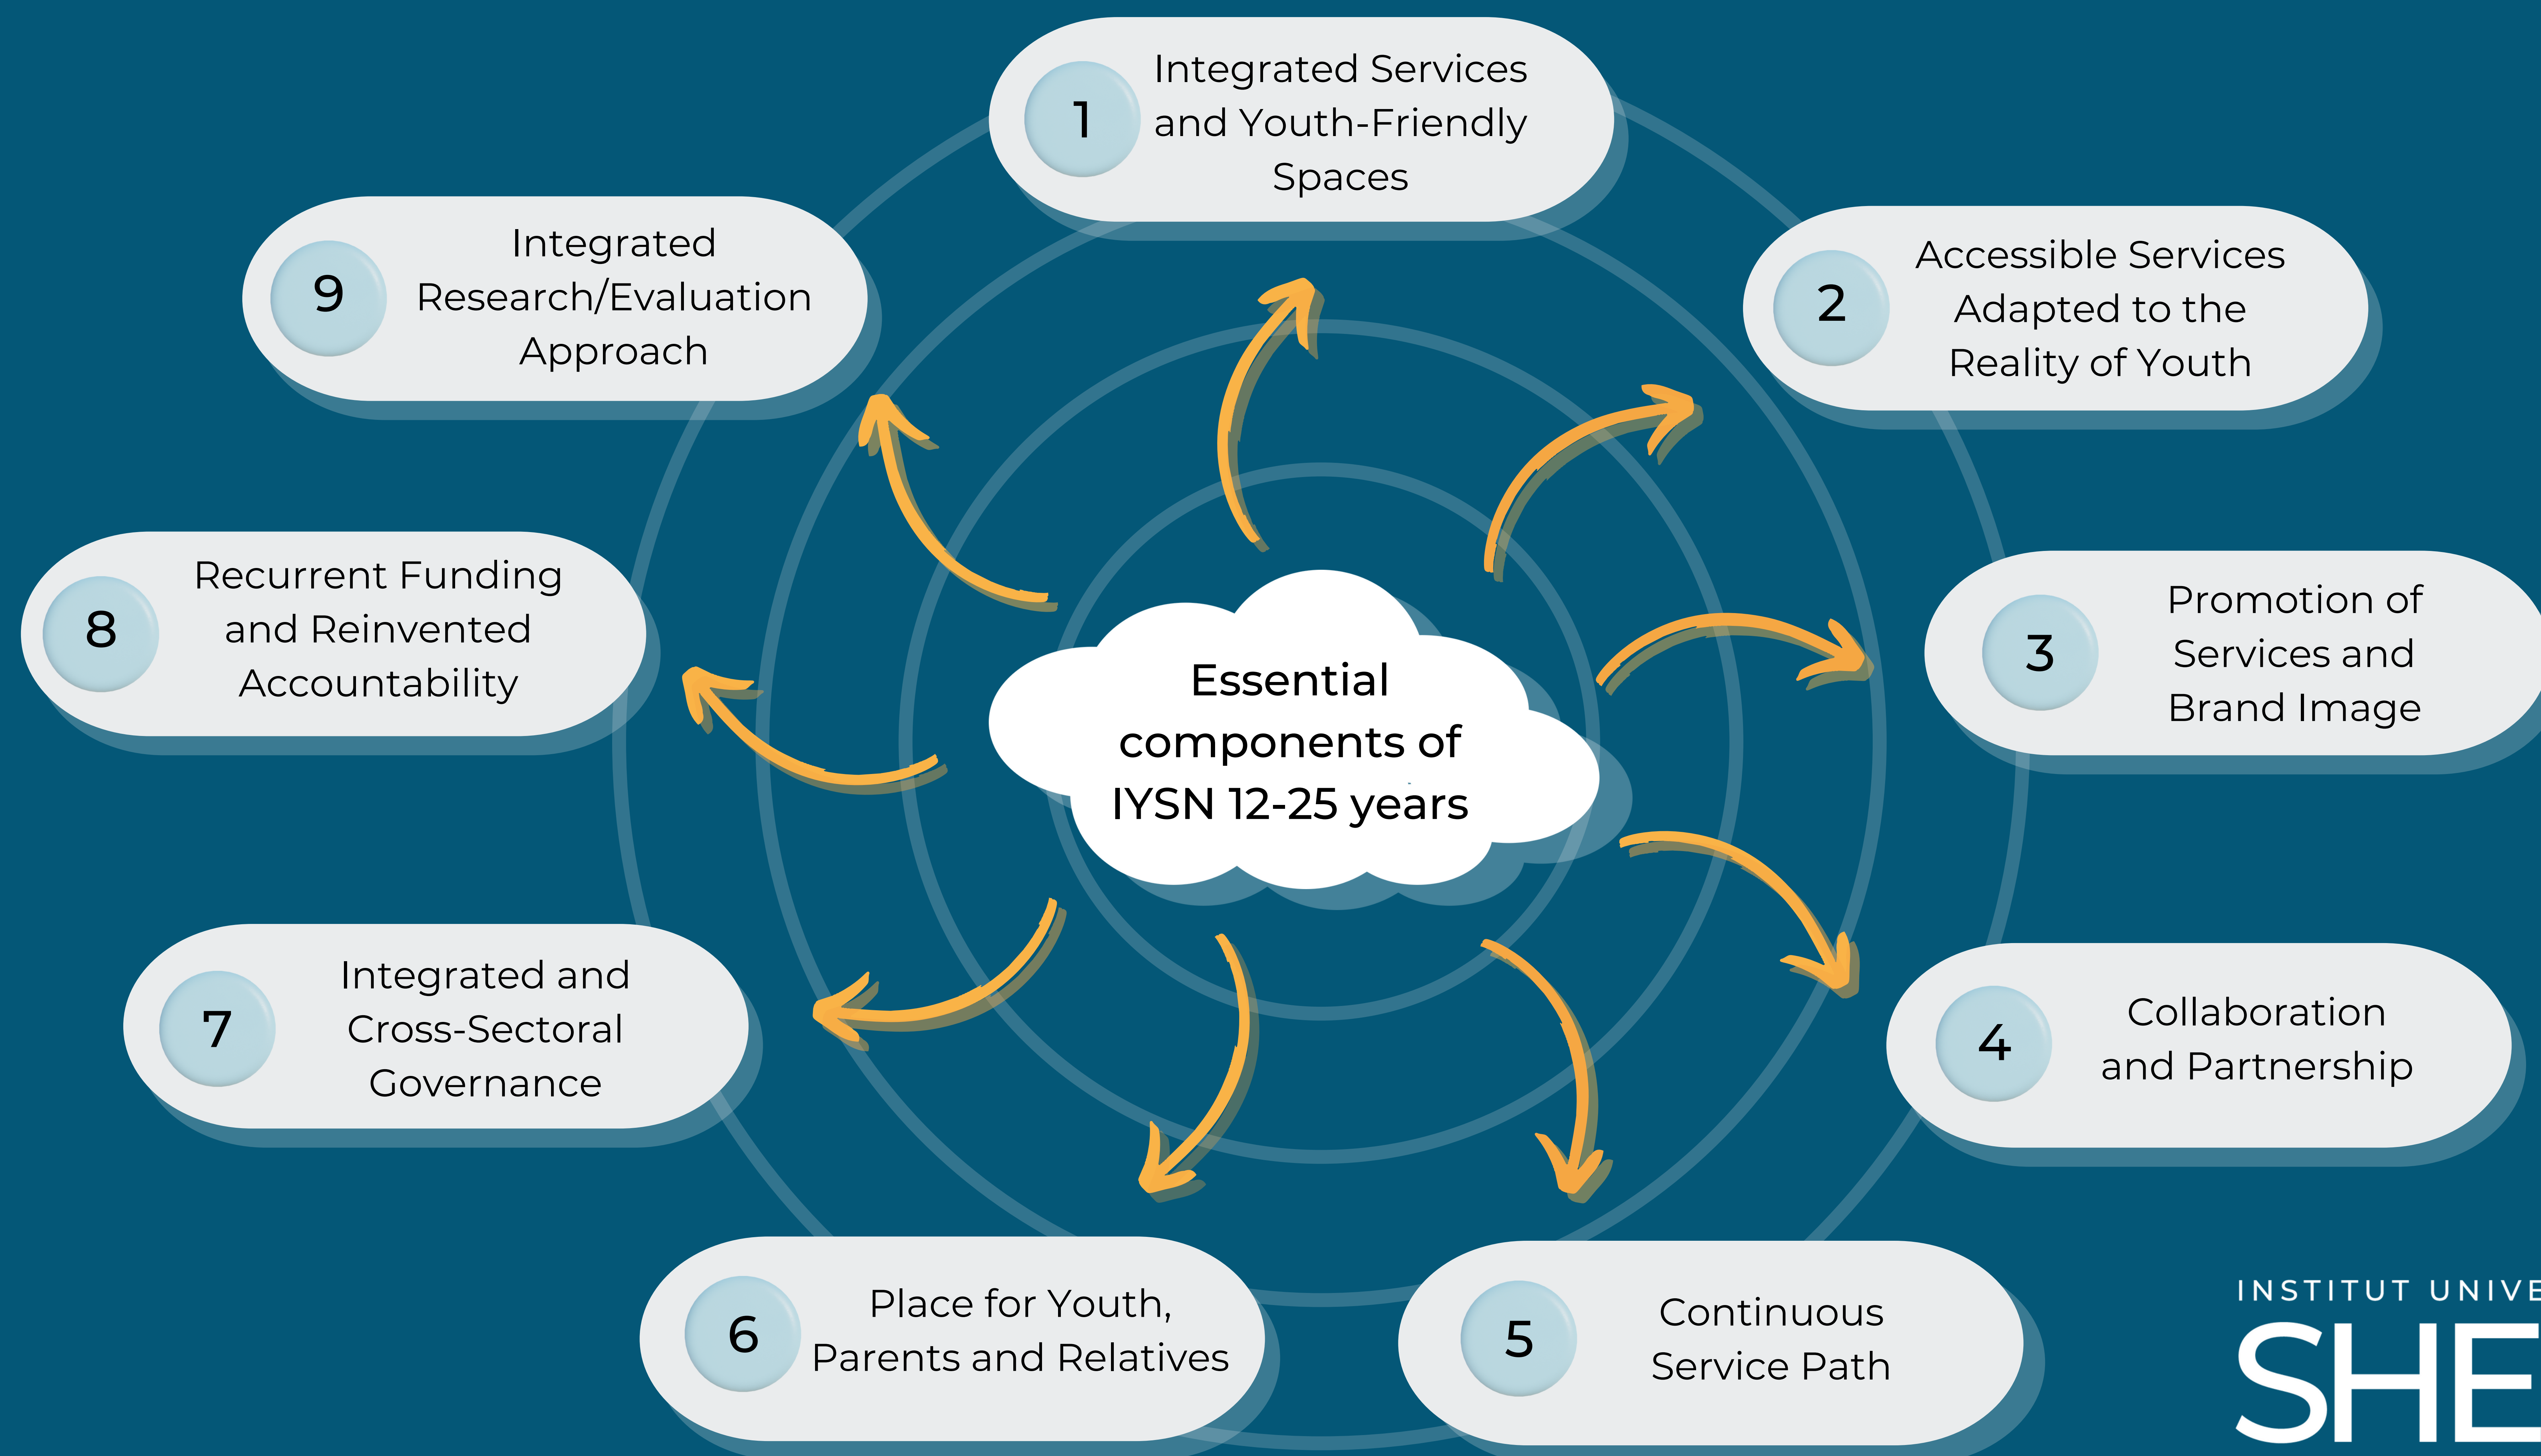 1
Integrated Services
and Youth-Friendly
Spaces
2
Accessible Services
Adapted to the
Reality of Youth
3
Promotion of
Services and
Brand Image
4
Collaboration
and Partnership
5
Continuous
Service Path
6
Place for Youth,
Parents and Relatives
7
Integrated and
Cross-Sectoral
Governance
8
Recurrent Funding
and Reinvented
Accountability
9
Integrated
Research/Evaluation
Approach
Essential
components of
IYSN 12-25 years
INSTITUT